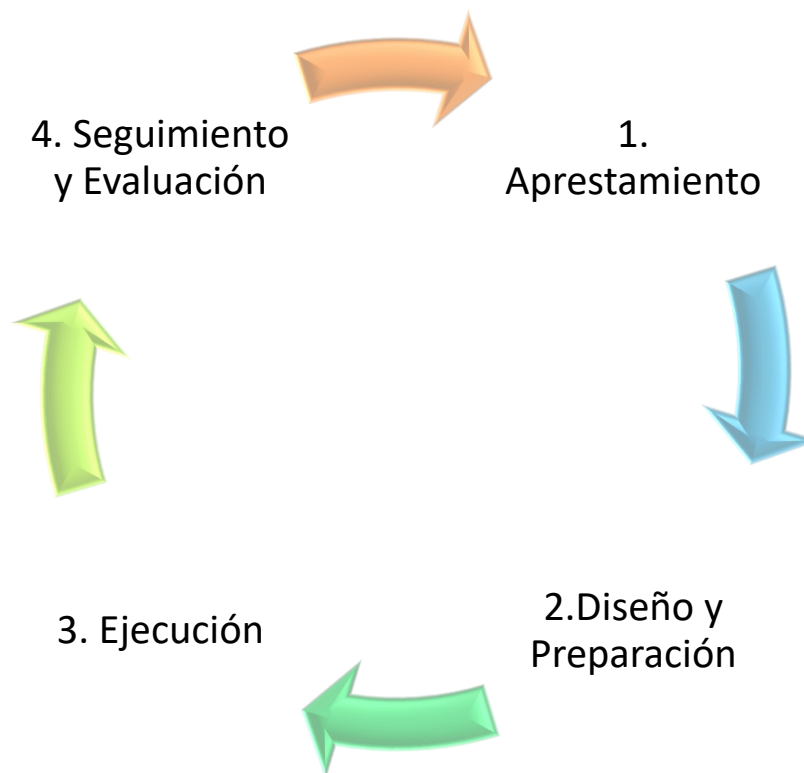 4. Seguimiento
y Evaluación
1.
Aprestamiento
3. Ejecución
2.Diseño y
Preparación